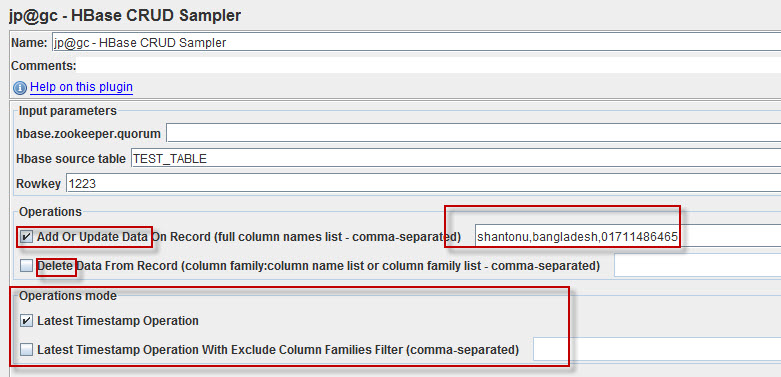 jp@gc - HBase CRUD Sampler
Name: jp@gc - HBase CRUD Sampler
Comments:
Help on this plugin
Input parameters
hbase.zookeeper.quorum
Hbase source table TEST_TABLE
Rowkey 1223
Operations
Add Or Update Data On Record (full column names list - comma-separated) shantonu,bangladesh,01711486465
Delete Data From Record (column family:column name list or column family list - comma-separated)
Operations mode
Latest Timestamp Operation
Latest Timestamp Operation With Exclude Column Families Filter (comma-separated)